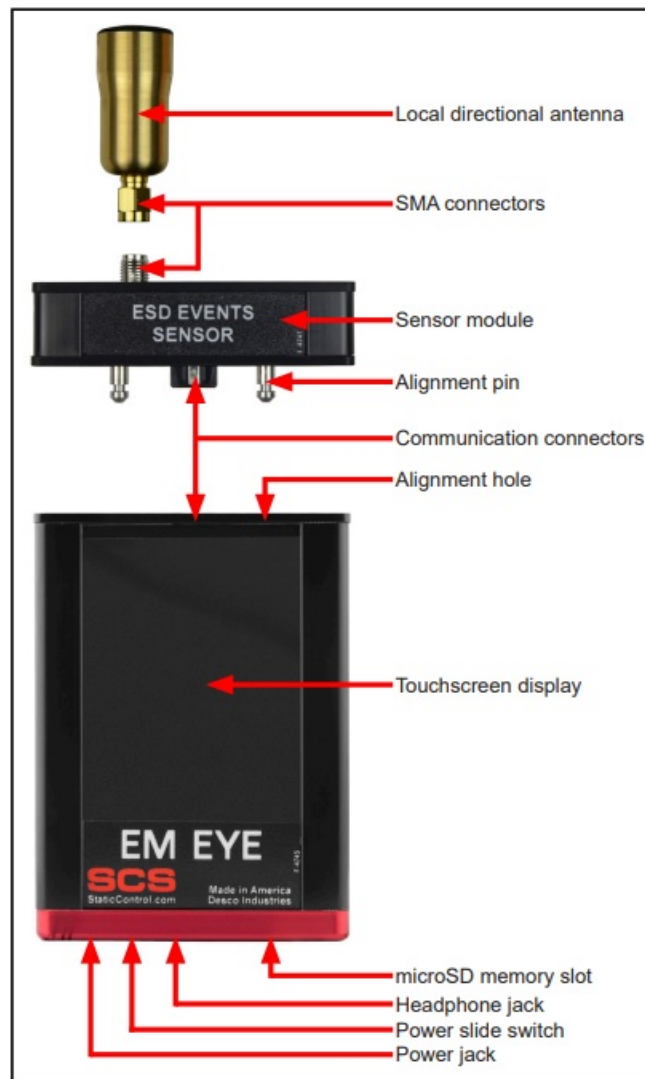 Local directional antenna
SMA connectors
ESD EVENTS
SENSOR
Sensor module
Alignment pin
Communication connectors
Alignment hole
Touchscreen display
EM EYE
SCS
StaticControl.com
Made in America
Desco Industries
microSD memory slot
Headphone jack
Power slide switch
Power jack